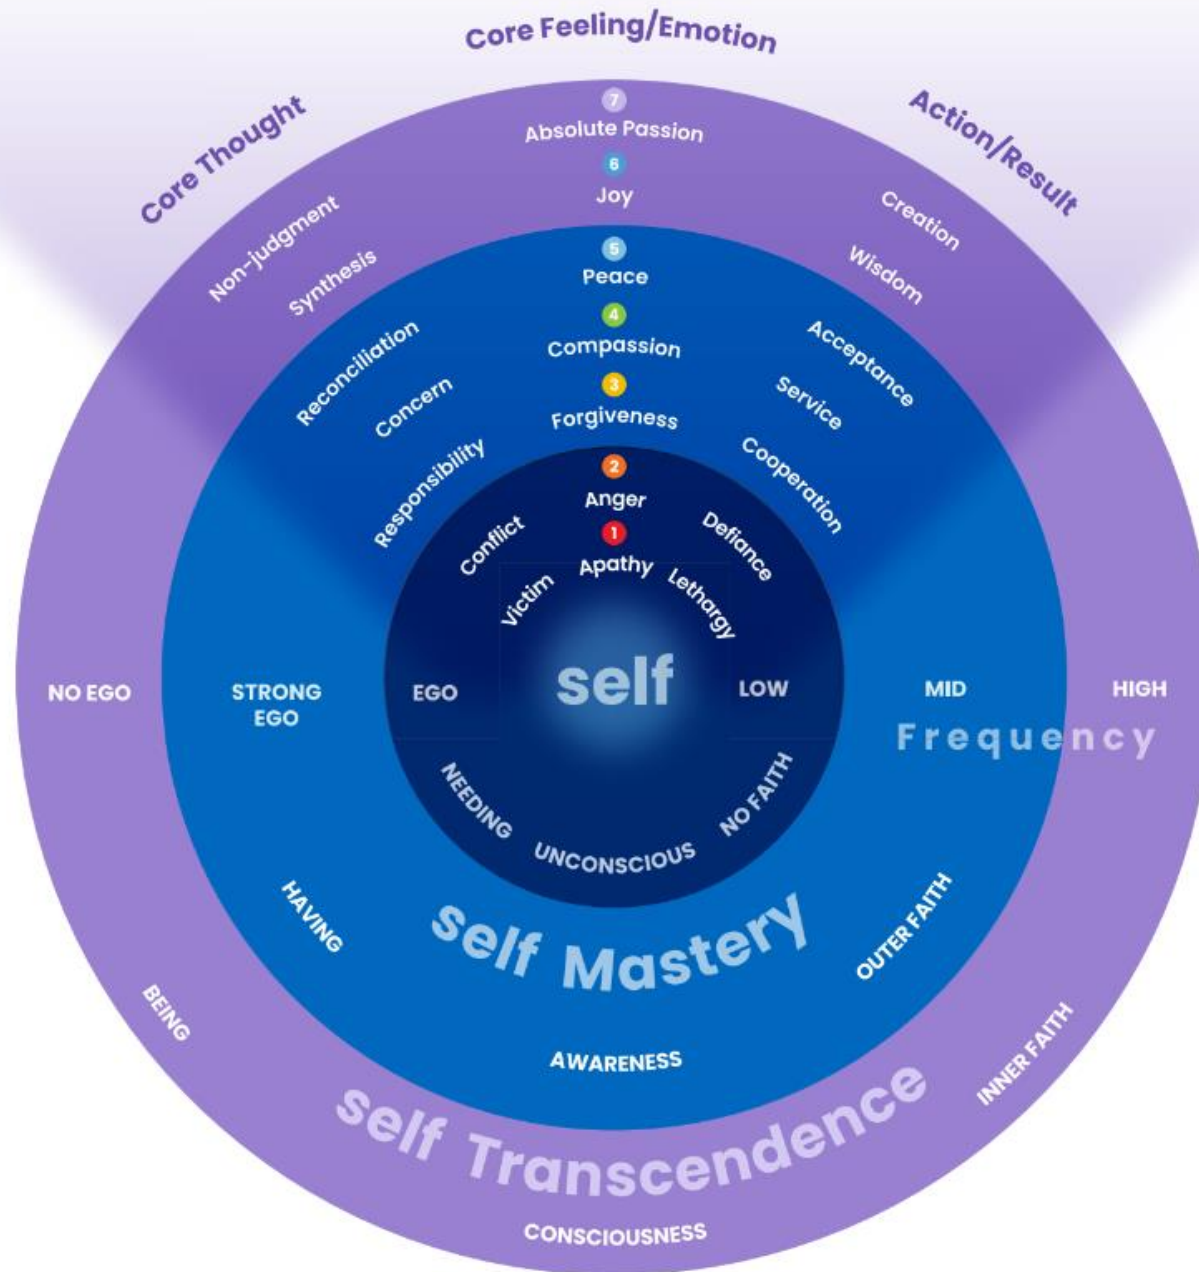 Core Feeling/Emotion
Core Thought
Action/Result
7
Absolute Passion
6
Joy
Non-judgment
Creation
Synthesis
Wisdom
5
Peace
Reconciliation
Acceptance
4
Compassion
Concern
Service
3
Forgiveness
Responsibility
Cooperation
2
Anger
Conflict
Defiance
1
Apathy
Victim
Lethargy
self
NO EGO
STRONG
EGO
EGO
LOW
MID
HIGH
Frequency
NEEDING
UNCONSCIOUS
NO FAITH
HAVING
self Mastery
OUTER FAITH
AWARENESS
BEING
self Transcendence
INNER FAITH
CONSCIOUSNESS